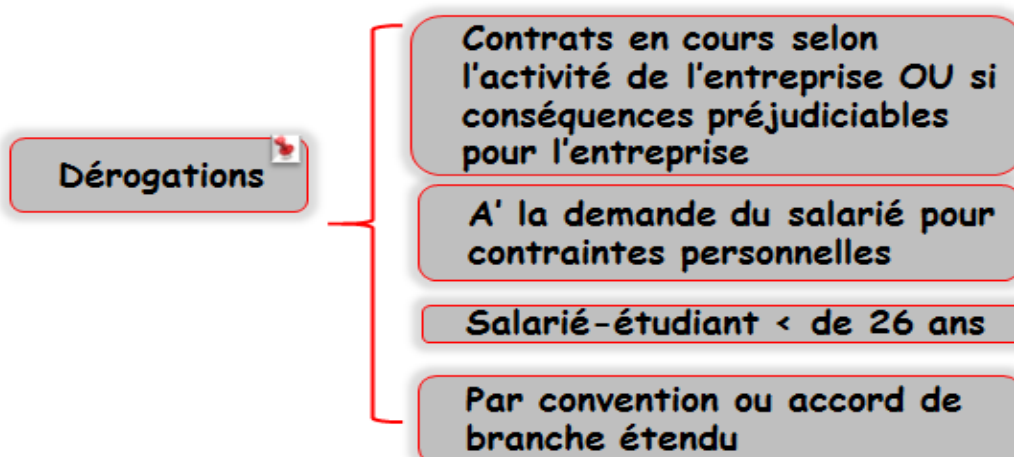 Dérogations
Contrats en cours selon
l'activité de l'entreprise OU si
conséquences préjudiciables
pour l'entreprise
A' la demande du salarié pour
contraintes personnelles
Salarié-étudiant < de 26 ans
Par convention ou accord de
branche étendu